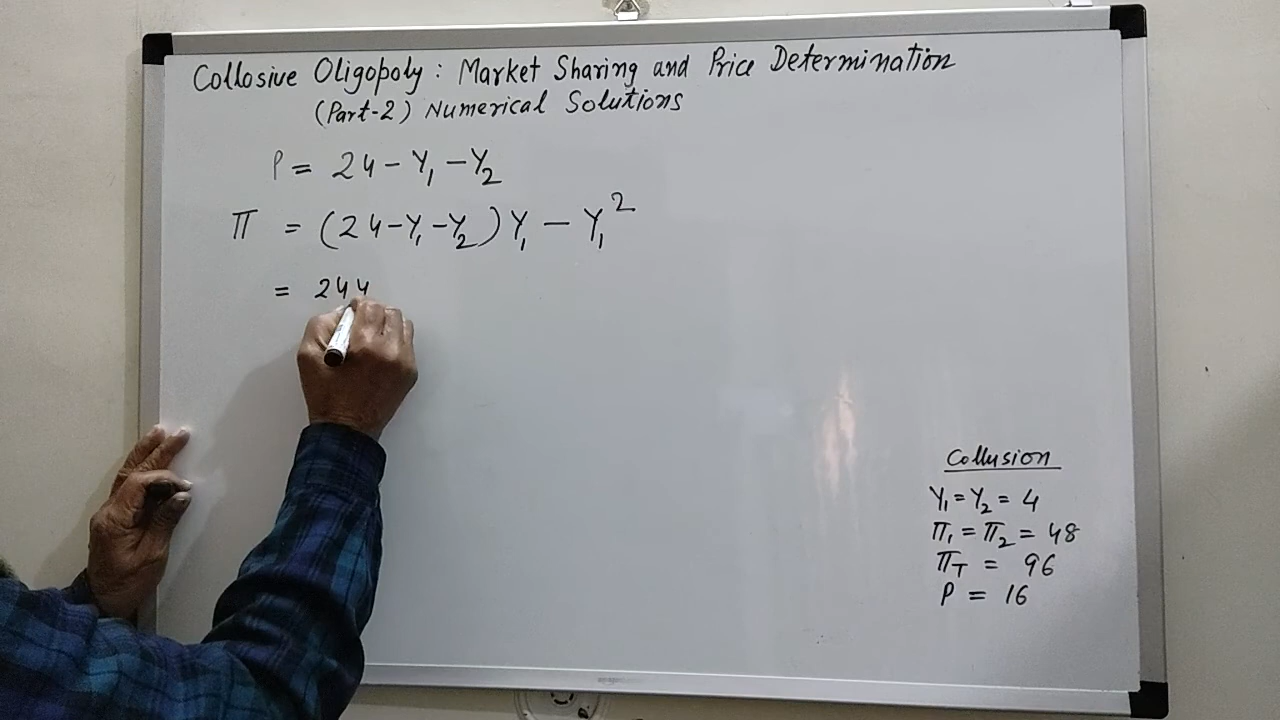 Collosive Oligopoly: Market Sharing and Price Determination
(Part-2) Numerical Solutions
P = 24 - Y₁ - Y₂
π = (24 - Y₁ - Y₂) Y₁ - Y₁²
= 24Y
Collusion
Y₁ = Y₂ = 4
π₁ = π₂ = 48
π_T = 96
P = 16